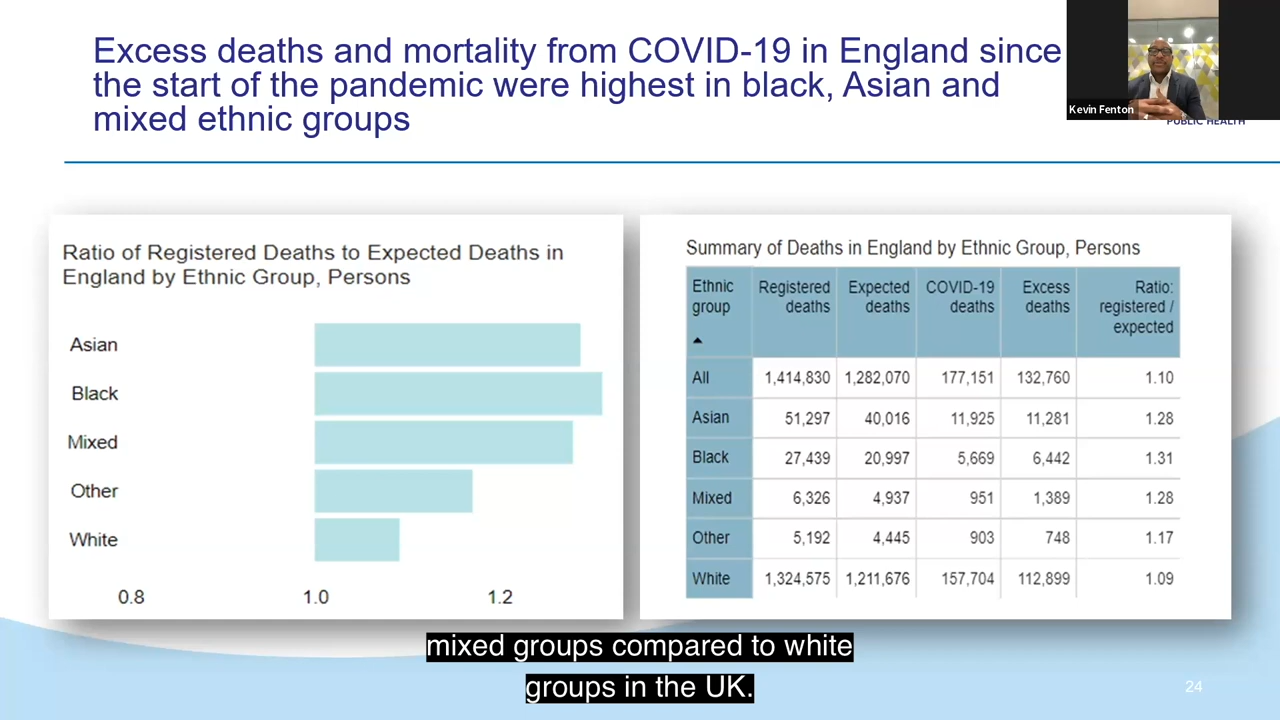 Excess deaths and mortality from COVID-19 in England since
the start of the pandemic were highest in black, Asian and
mixed ethnic groups
Kevin Fenton
PUBLIC HEALTH
Ratio of Registered Deaths to Expected Deaths in
England by Ethnic Group, Persons
Asian
Black
Mixed
Other
White
0.8 1.0 1.2
Summary of Deaths in England by Ethnic Group, Persons
Ethnic group Registered deaths Expected deaths COVID-19 deaths Excess deaths Ratio: registered / expected
All 1,414,830 1,282,070 177,151 132,760 1.10
Asian 51,297 40,016 11,925 11,281 1.28
Black 27,439 20,997 5,669 6,442 1.31
Mixed 6,326 4,937 951 1,389 1.28
Other 5,192 4,445 903 748 1.17
White 1,324,575 1,211,676 157,704 112,899 1.09
mixed groups compared to white
groups in the UK.
24